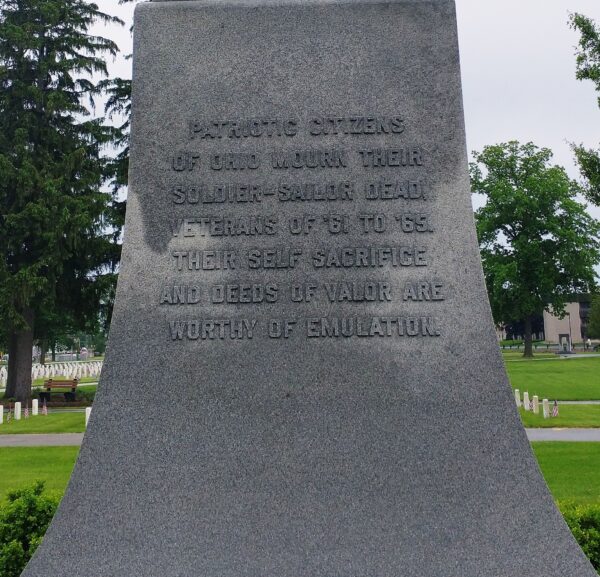 PATRIOTIC CITIZENS
OF OHIO MOURN THEIR
SOLDIER-SAILOR DEAD,
VETERANS OF '61 TO '65.
THEIR SELF SACRIFICE
AND DEEDS OF VALOR ARE
WORTHY OF EMULATION.